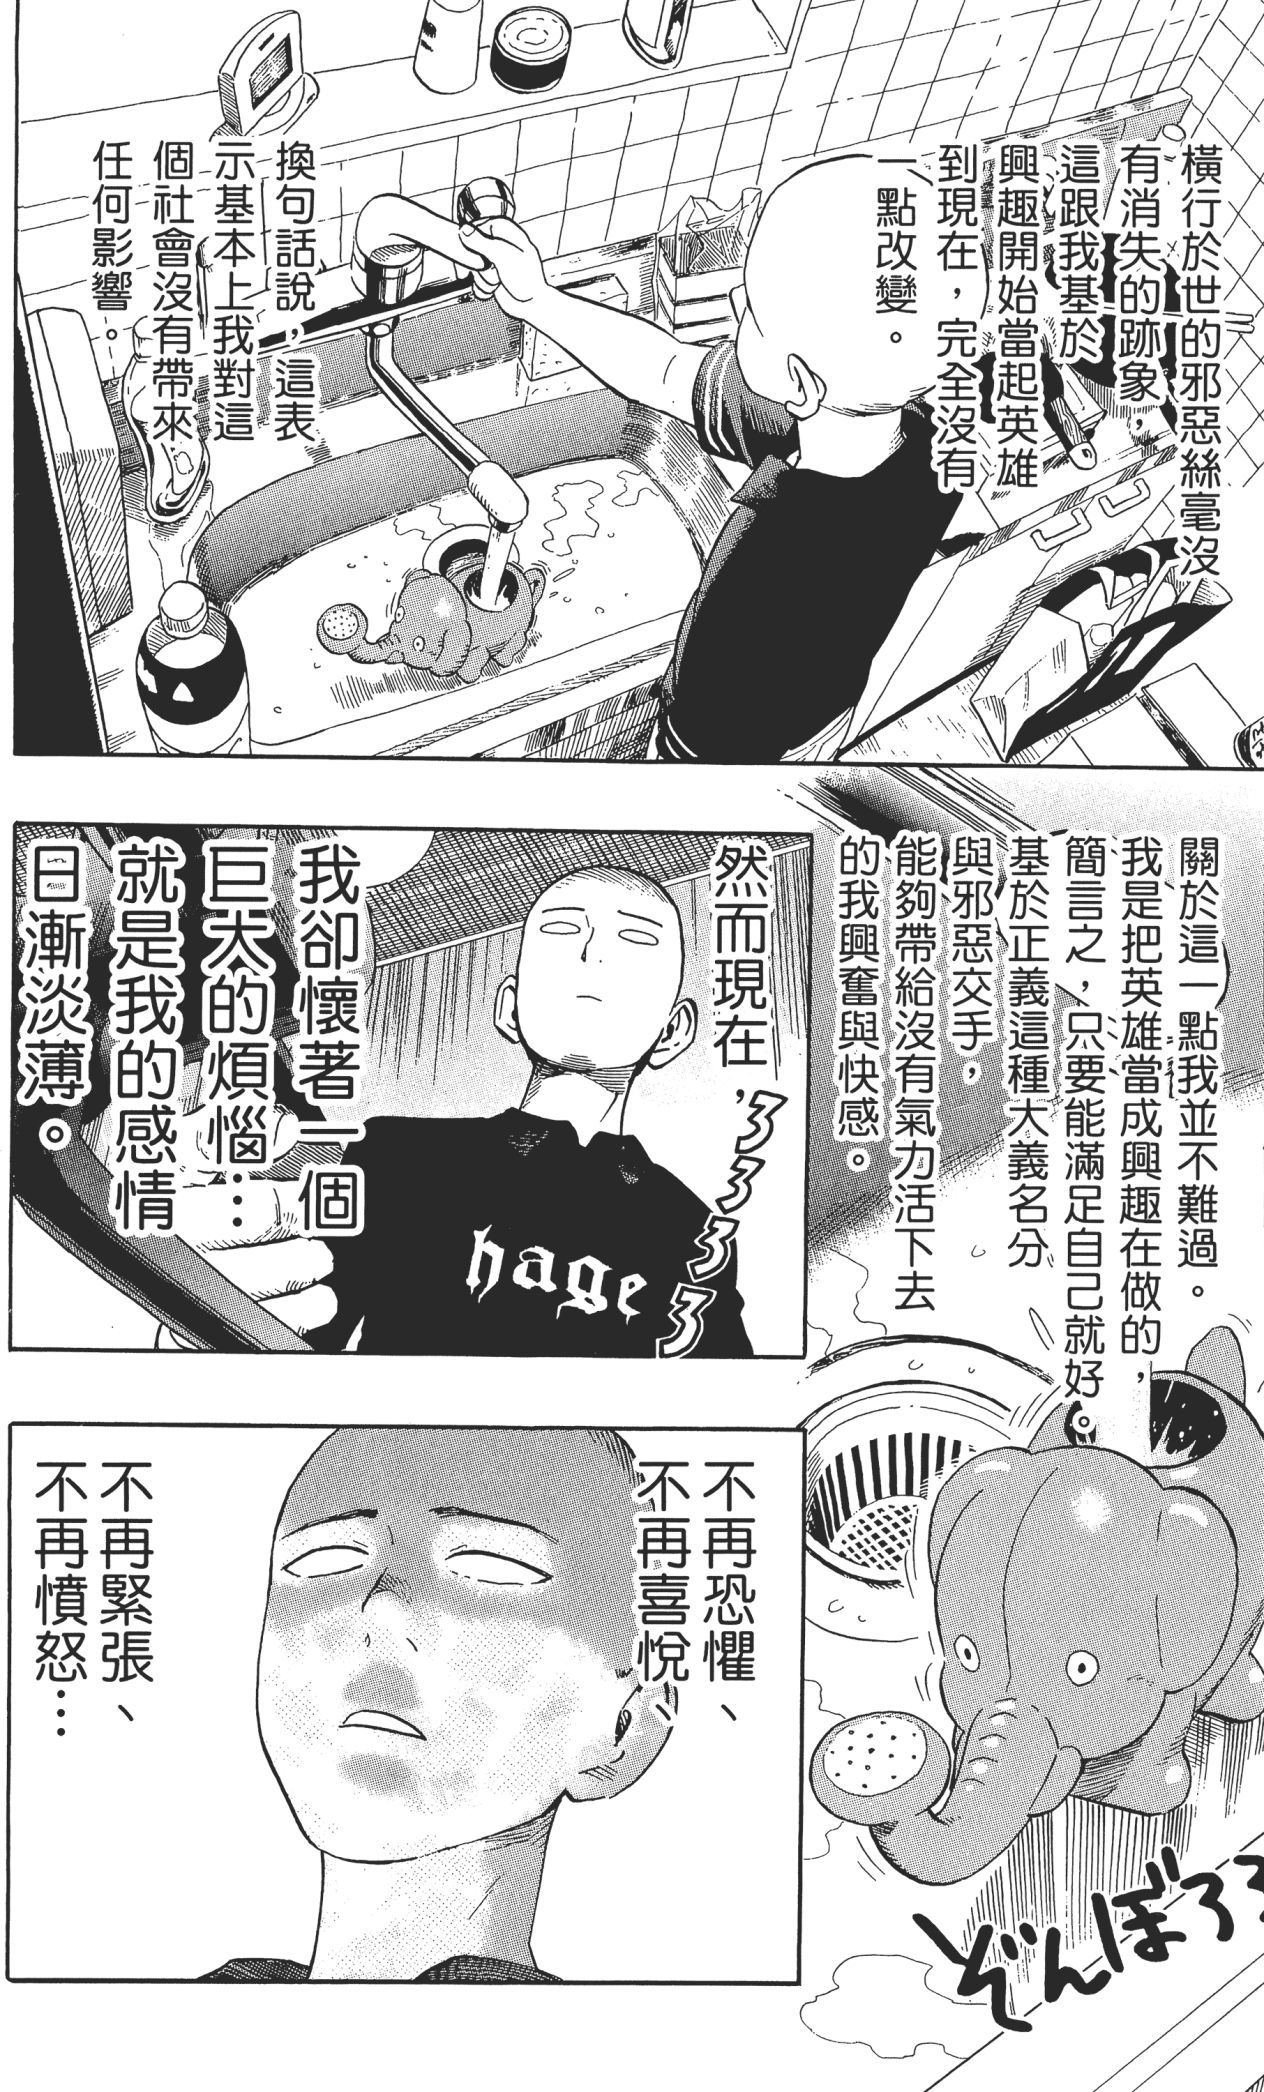 橫行於世的邪惡絲毫沒
有消失的跡象，
這跟我基於
興趣開始當起英雄
到現在，完全沒有
一點改變。
換句話說，這表
示基本上我對這
個社會沒有帶來
任何影響。
關於這一點我並不難過。
我是把英雄當成興趣在做的，
簡言之，只要能滿足自己就好。
基於正義這種大義名分
與邪惡交手，
能夠帶給沒有氣力活下去
的我興奮與快感。
ぞんぼろろ
然而現在，
ろろろろ
我卻懷著一個
巨大的煩惱…
就是我的感情
日漸淡薄。
hage
不再恐懼、
不再喜悅、
不再緊張、
不再憤怒…